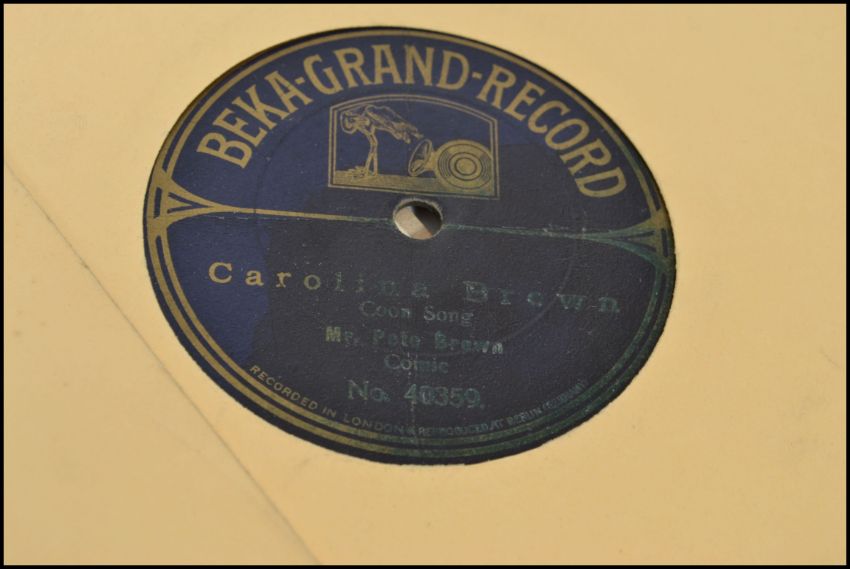 BEKA-GRAND-RECORD
Carolina Brown
Coon Song
Mr. Pete Brown
Comic
No. 40359.
RECORDED IN LONDON & REPRODUCED AT BERLIN (GERMANY)